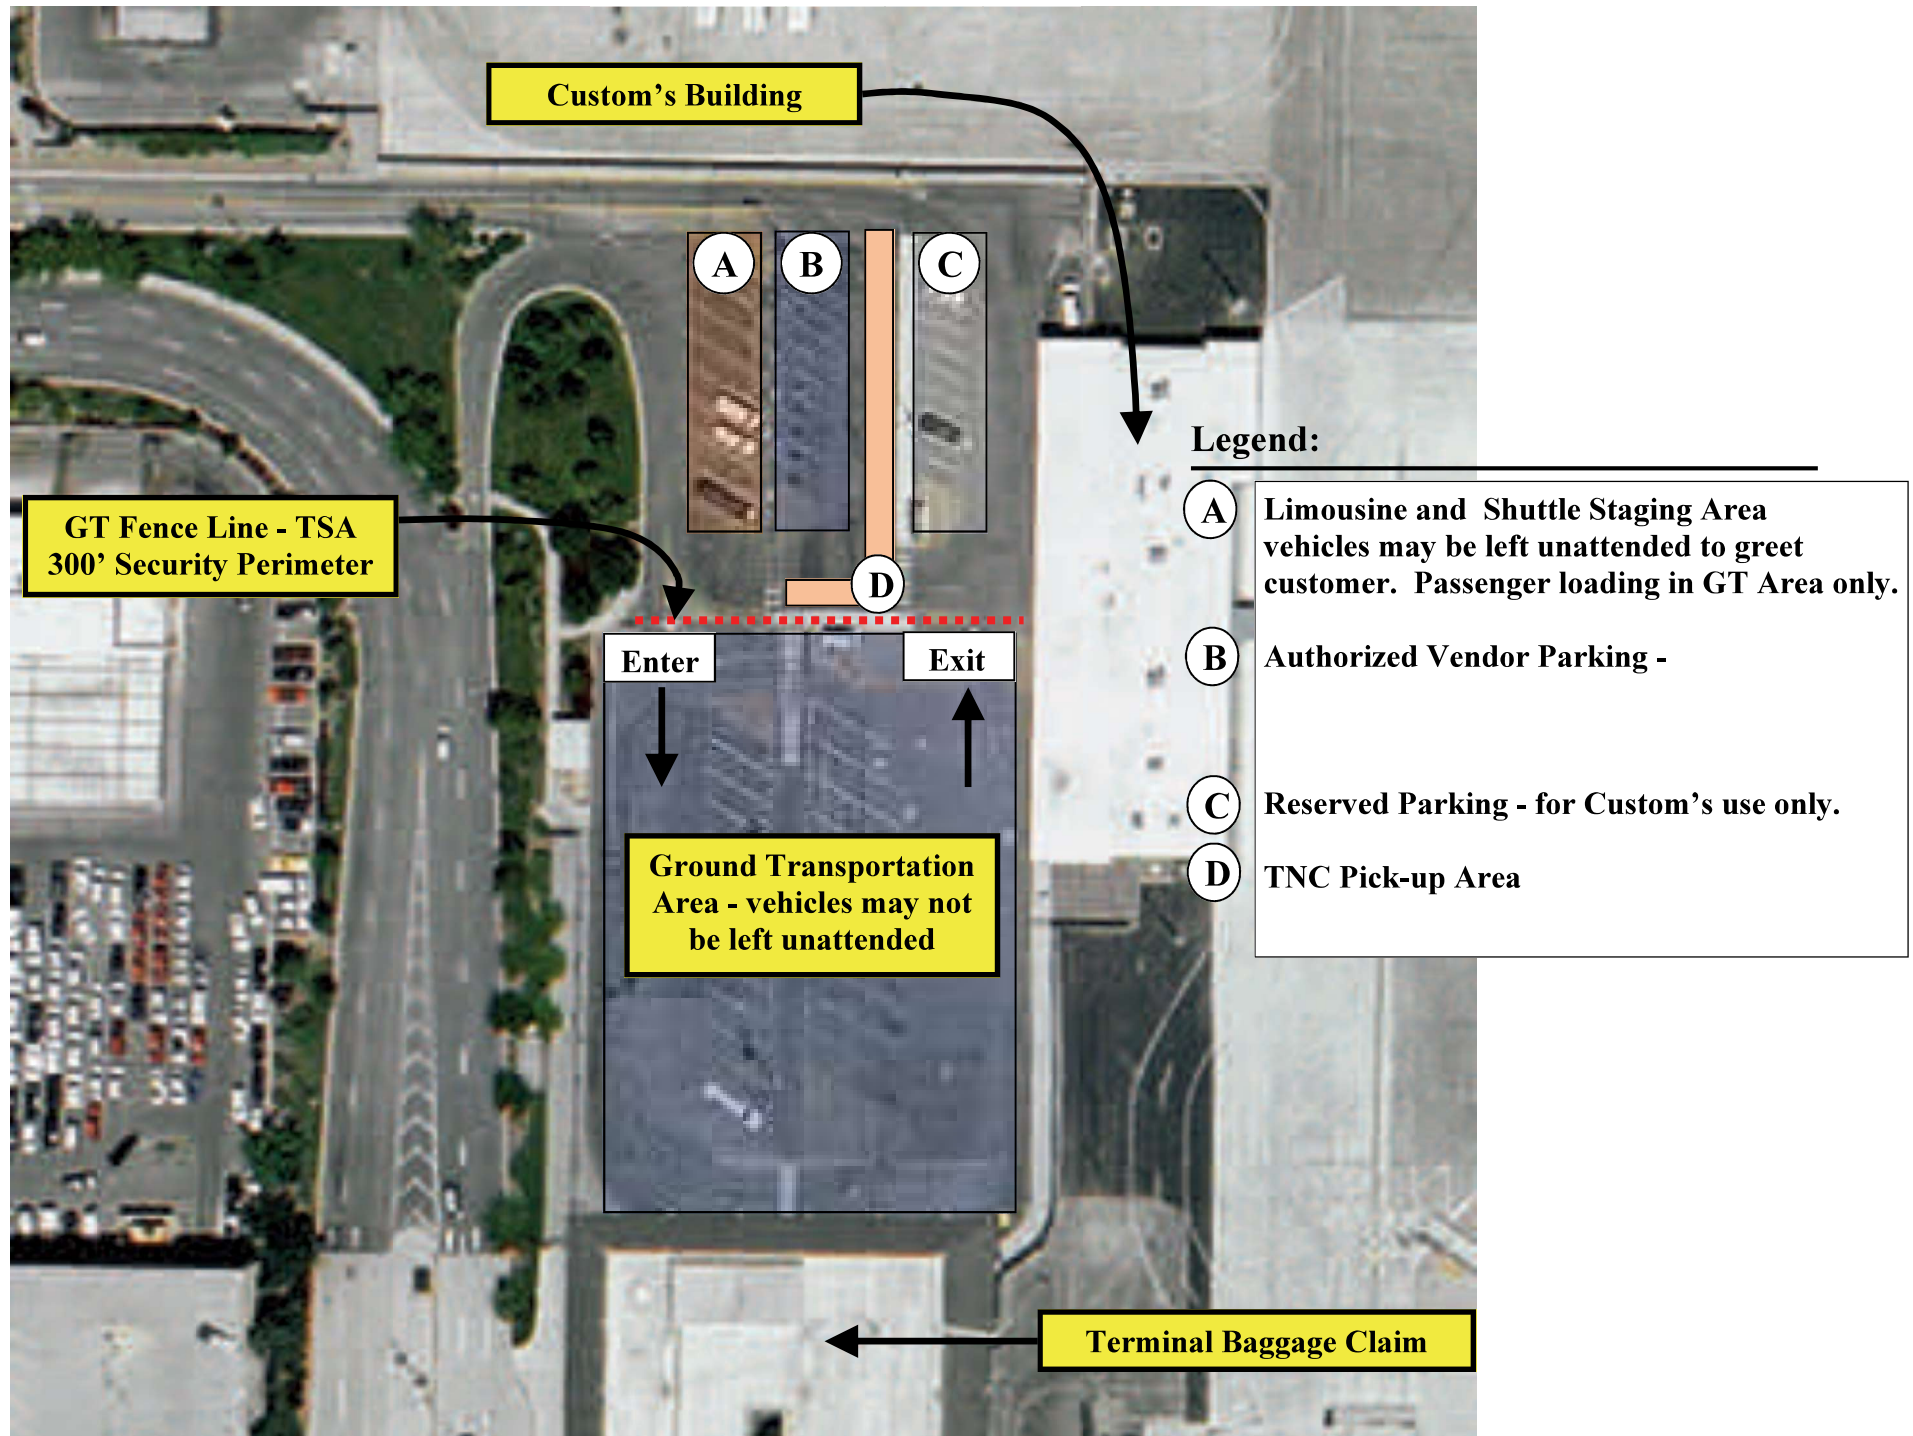 Custom’s Building
A
B
C
Legend:
GT Fence Line - TSA
300’ Security Perimeter
A
Limousine and Shuttle Staging Area
vehicles may be left unattended to greet
customer. Passenger loading in GT Area only.
D
Enter
Exit
B
Authorized Vendor Parking -
C
Reserved Parking - for Custom’s use only.
D
TNC Pick-up Area
Ground Transportation
Area - vehicles may not
be left unattended
Terminal Baggage Claim